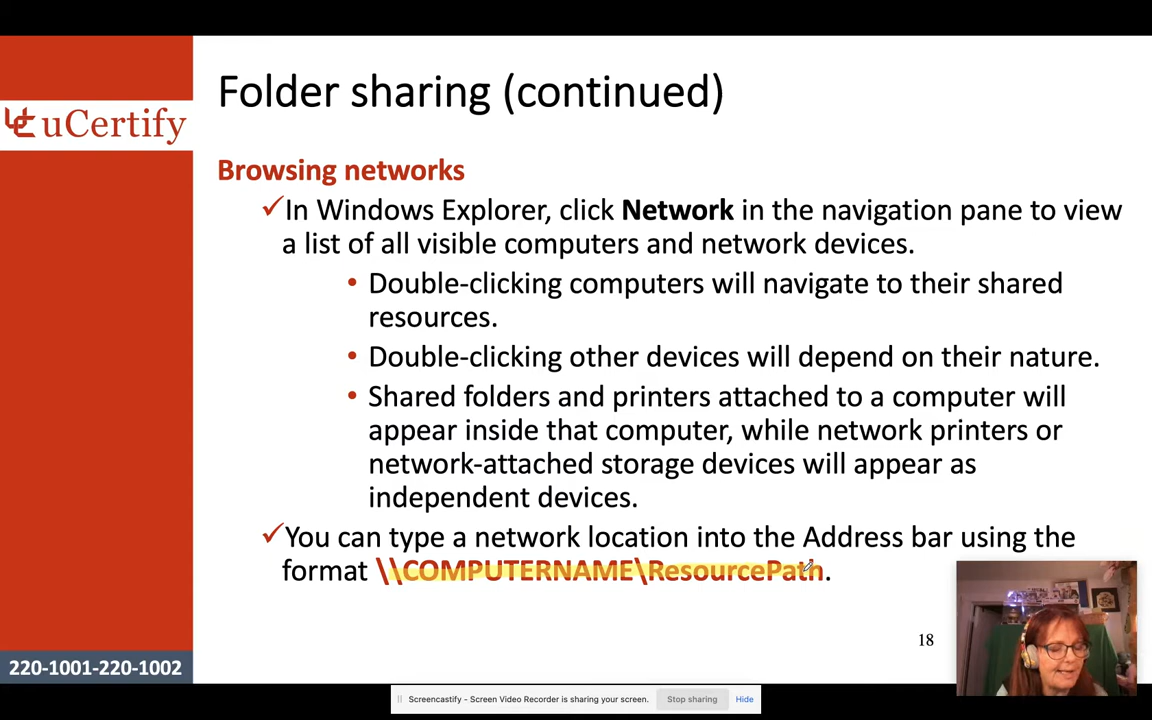 Folder sharing (continued)
uCertify
Browsing networks
✓In Windows Explorer, click Network in the navigation pane to view
a list of all visible computers and network devices.
• Double-clicking computers will navigate to their shared
resources.
• Double-clicking other devices will depend on their nature.
• Shared folders and printers attached to a computer will
appear inside that computer, while network printers or
network-attached storage devices will appear as
independent devices.
✓You can type a network location into the Address bar using the
format \\COMPUTERNAME\ResourcePath.
18
220-1001-220-1002
Screencastify - Screen Video Recorder is sharing your screen. Stop sharing Hide